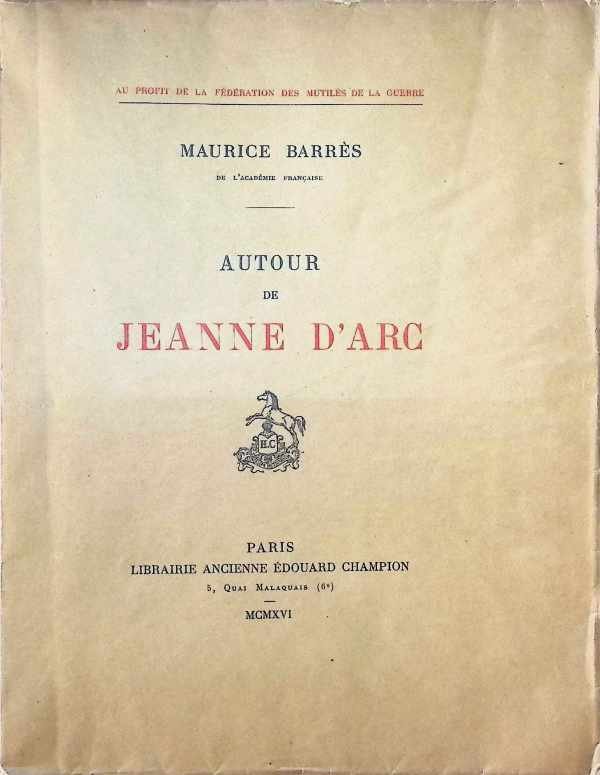 AU PROFIT DE LA FÉDÉRATION DES MUTILÉS DE LA GUERRE
MAURICE BARRÈS
DE L'ACADÉMIE FRANÇAISE
AUTOUR
DE
JEANNE D'ARC
H.C
PARIS
LIBRAIRIE ANCIENNE ÉDOUARD CHAMPION
5, QUAI MALAQUAIS (6e)
MCMXVI